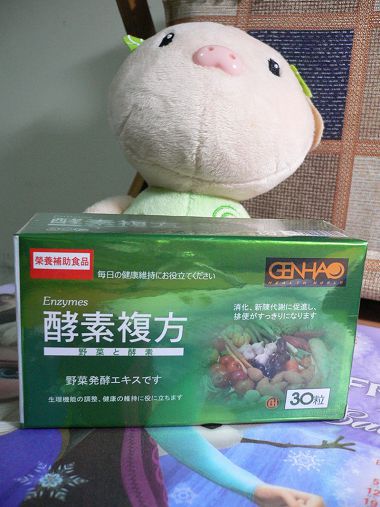 酵素複方
栄養補助食品
毎日の健康維持にお役立てください
GENHAO
HEALTH WORLD
Enzymes
酵素複方
野菜と酵素
消化、新陳代謝に促進し、
排便がすっきりになります
野菜発酵エキスです
生理機能の調整、健康の維持に役に立ちます
GH
30粒